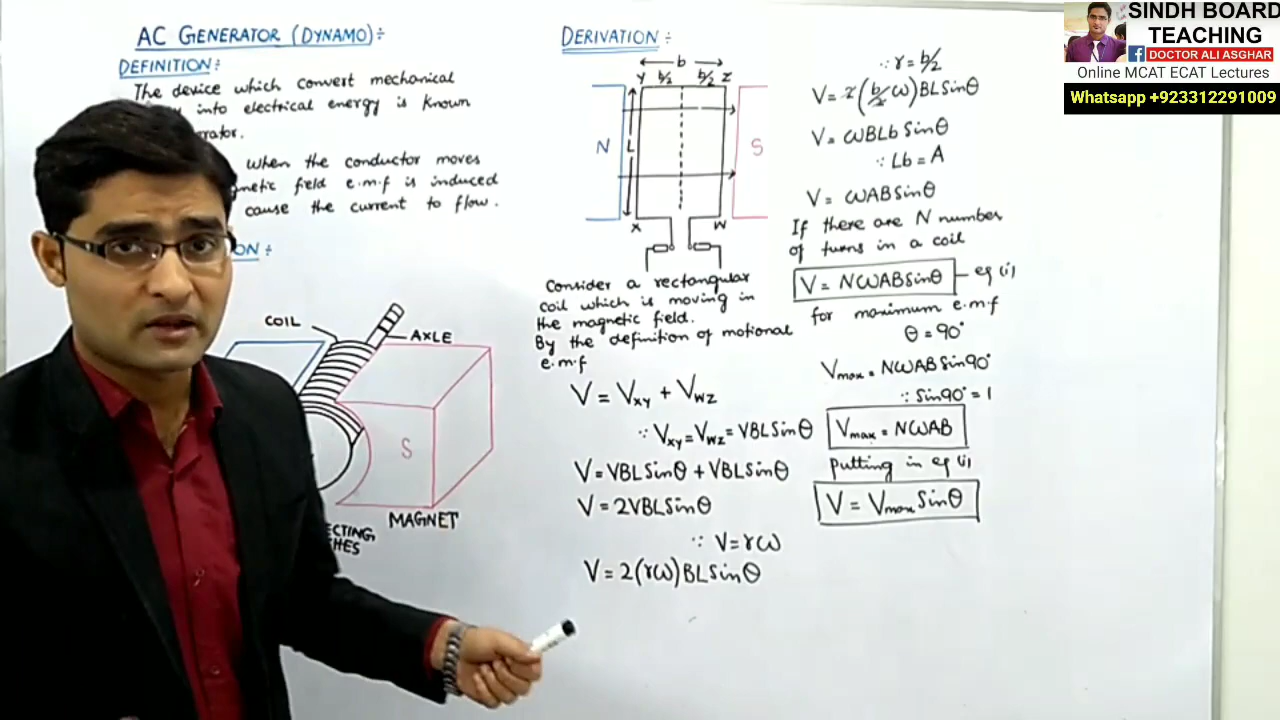 AC GENERATOR (DYNAMO):
DEFINITION:
The device which convert mechanical
into electrical energy is known
when the conductor moves
field e.m.f is induced
cause the current to flow.
COIL
AXLE
S
MAGNET
DERIVATION:
b
Y b/2 b/2 Z
N L S
X W
Consider a rectangular
coil which is moving in
the magnetic field.
By the definition of motional
e.m.f
V = Vxy + Vwz
∵ Vxy = Vwz = VBLSinθ
V = VBLSinθ + VBLSinθ
V = 2VBLSinθ
∵ V = rω
V = 2(rω)BLSinθ
∵ r = b/2
V = 2(b/2 ω)BLSinθ
V = ωBLb Sinθ
∵ Lb = A
V = ωABSinθ
If there are N number
of turns in a coil
V = NωABSinθ — eq (i)
for maximum e.m.f
θ = 90°
Vmax = NωABSin90°
∵ Sin90° = 1
Vmax = NωAB
putting in eq (i)
V = Vmax Sinθ
SINDH BOARD
TEACHING
f DOCTOR ALI ASGHAR
Online MCAT ECAT Lectures
Whatsapp +923312291009